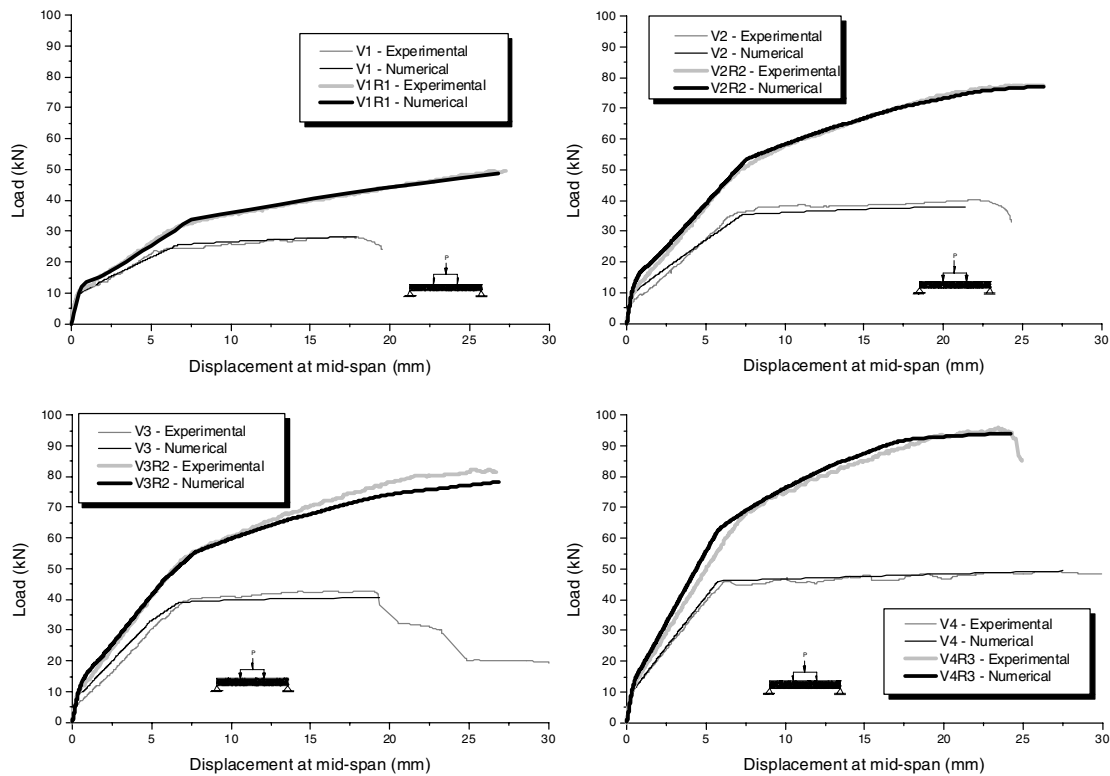 100
90
80
70
60
50
40
30
20
10
0
Load (kN)
V1 - Experimental
V1 - Numerical
V1R1 - Experimental
V1R1 - Numerical
P
0 5 10 15 20 25 30
Displacement at mid-span (mm)
100
90
80
70
60
50
40
30
20
10
0
Load (kN)
V2 - Experimental
V2 - Numerical
V2R2 - Experimental
V2R2 - Numerical
P
0 5 10 15 20 25 30
Displacement at mid-span (mm)
100
90
80
70
60
50
40
30
20
10
0
Load (kN)
V3 - Experimental
V3 - Numerical
V3R2 - Experimental
V3R2 - Numerical
P
0 5 10 15 20 25 30
Displacement at mid-span (mm)
100
90
80
70
60
50
40
30
20
10
0
Load (kN)
V4 - Experimental
V4 - Numerical
V4R3 - Experimental
V4R3 - Numerical
P
0 5 10 15 20 25 30
Displacement at mid-span (mm)